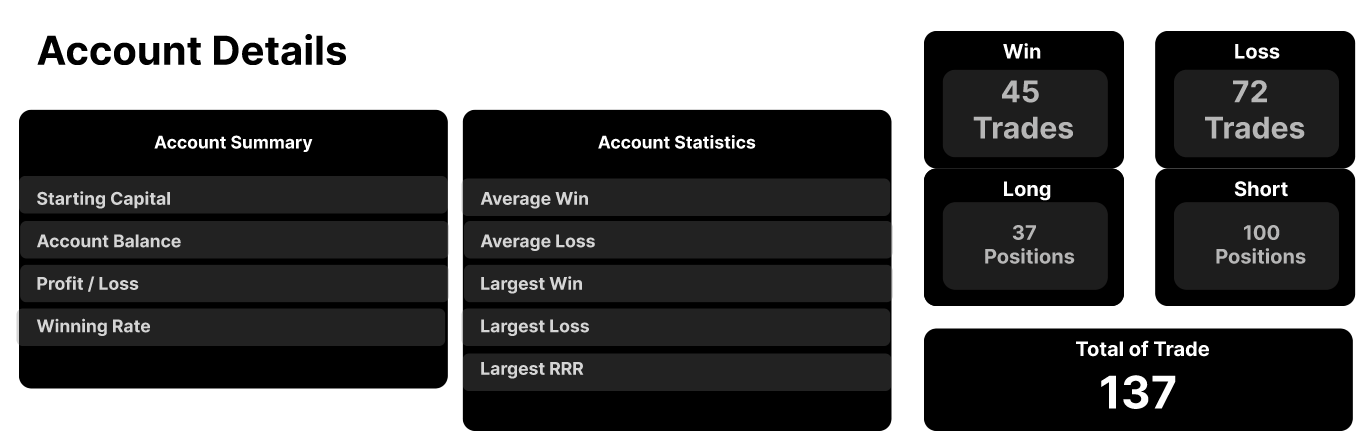 Account Details
Account Summary
Starting Capital
Account Balance
Profit / Loss
Winning Rate
Account Statistics
Average Win
Average Loss
Largest Win
Largest Loss
Largest RRR
Win
45
Trades
Loss
72
Trades
Long
37
Positions
Short
100
Positions
Total of Trade
137